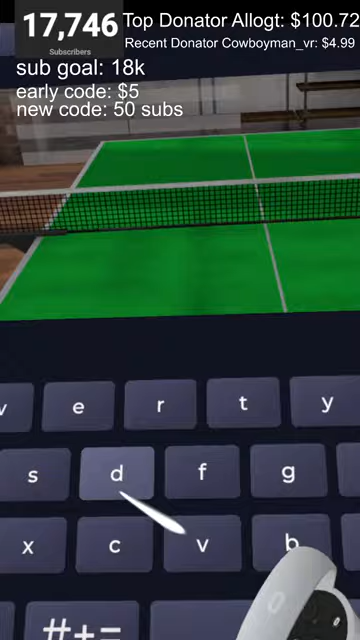 17,746
Subscribers
Top Donator Allogt: $100.72
Recent Donator Cowboyman_vr: $4.99
sub goal: 18k
early code: $5
new code: 50 subs
e r t y
s d f g
x c v b
#+=